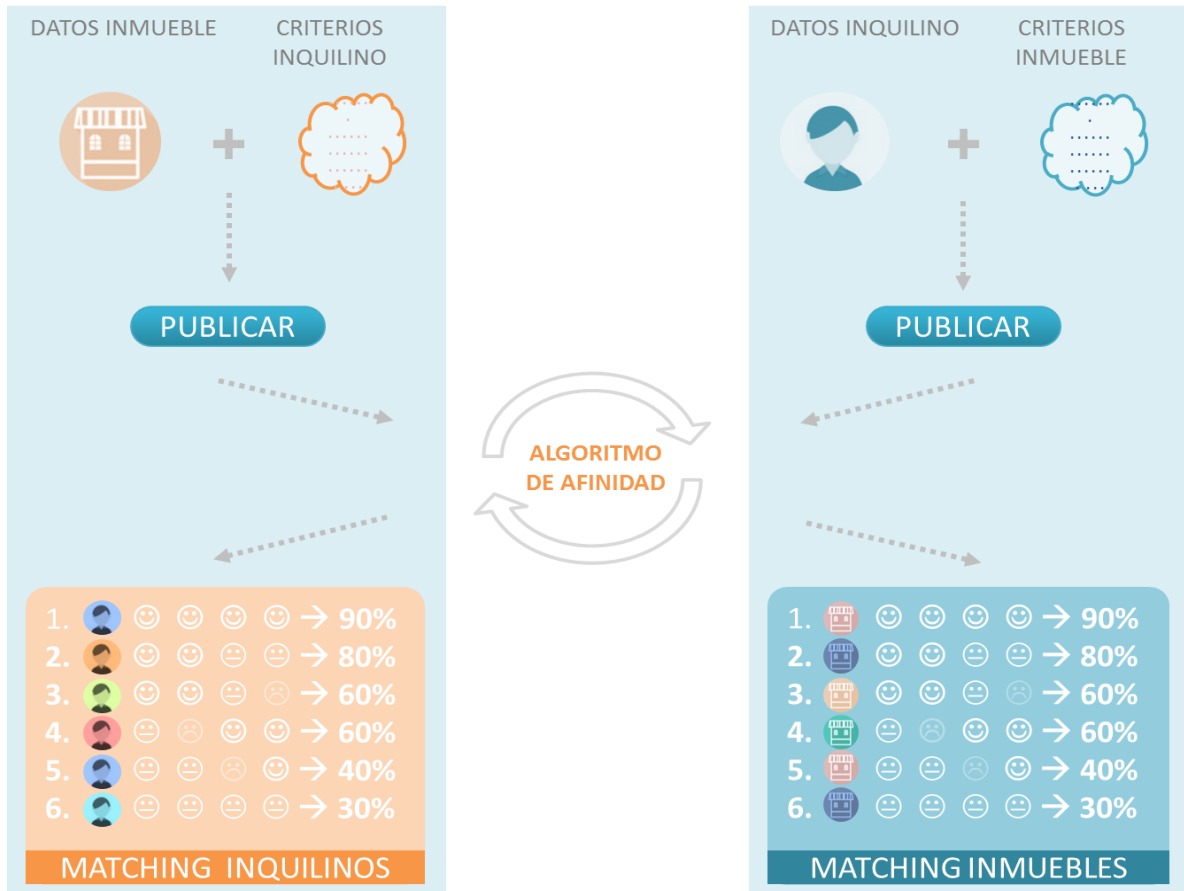 DATOS INMUEBLE
CRITERIOS
INQUILINO
PUBLICAR
1. 90%
2. 80%
3. 60%
4. 60%
5. 40%
6. 30%
MATCHING INQUILINOS
ALGORITMO
DE AFINIDAD
DATOS INQUILINO
CRITERIOS
INMUEBLE
PUBLICAR
1. 90%
2. 80%
3. 60%
4. 60%
5. 40%
6. 30%
MATCHING INMUEBLES